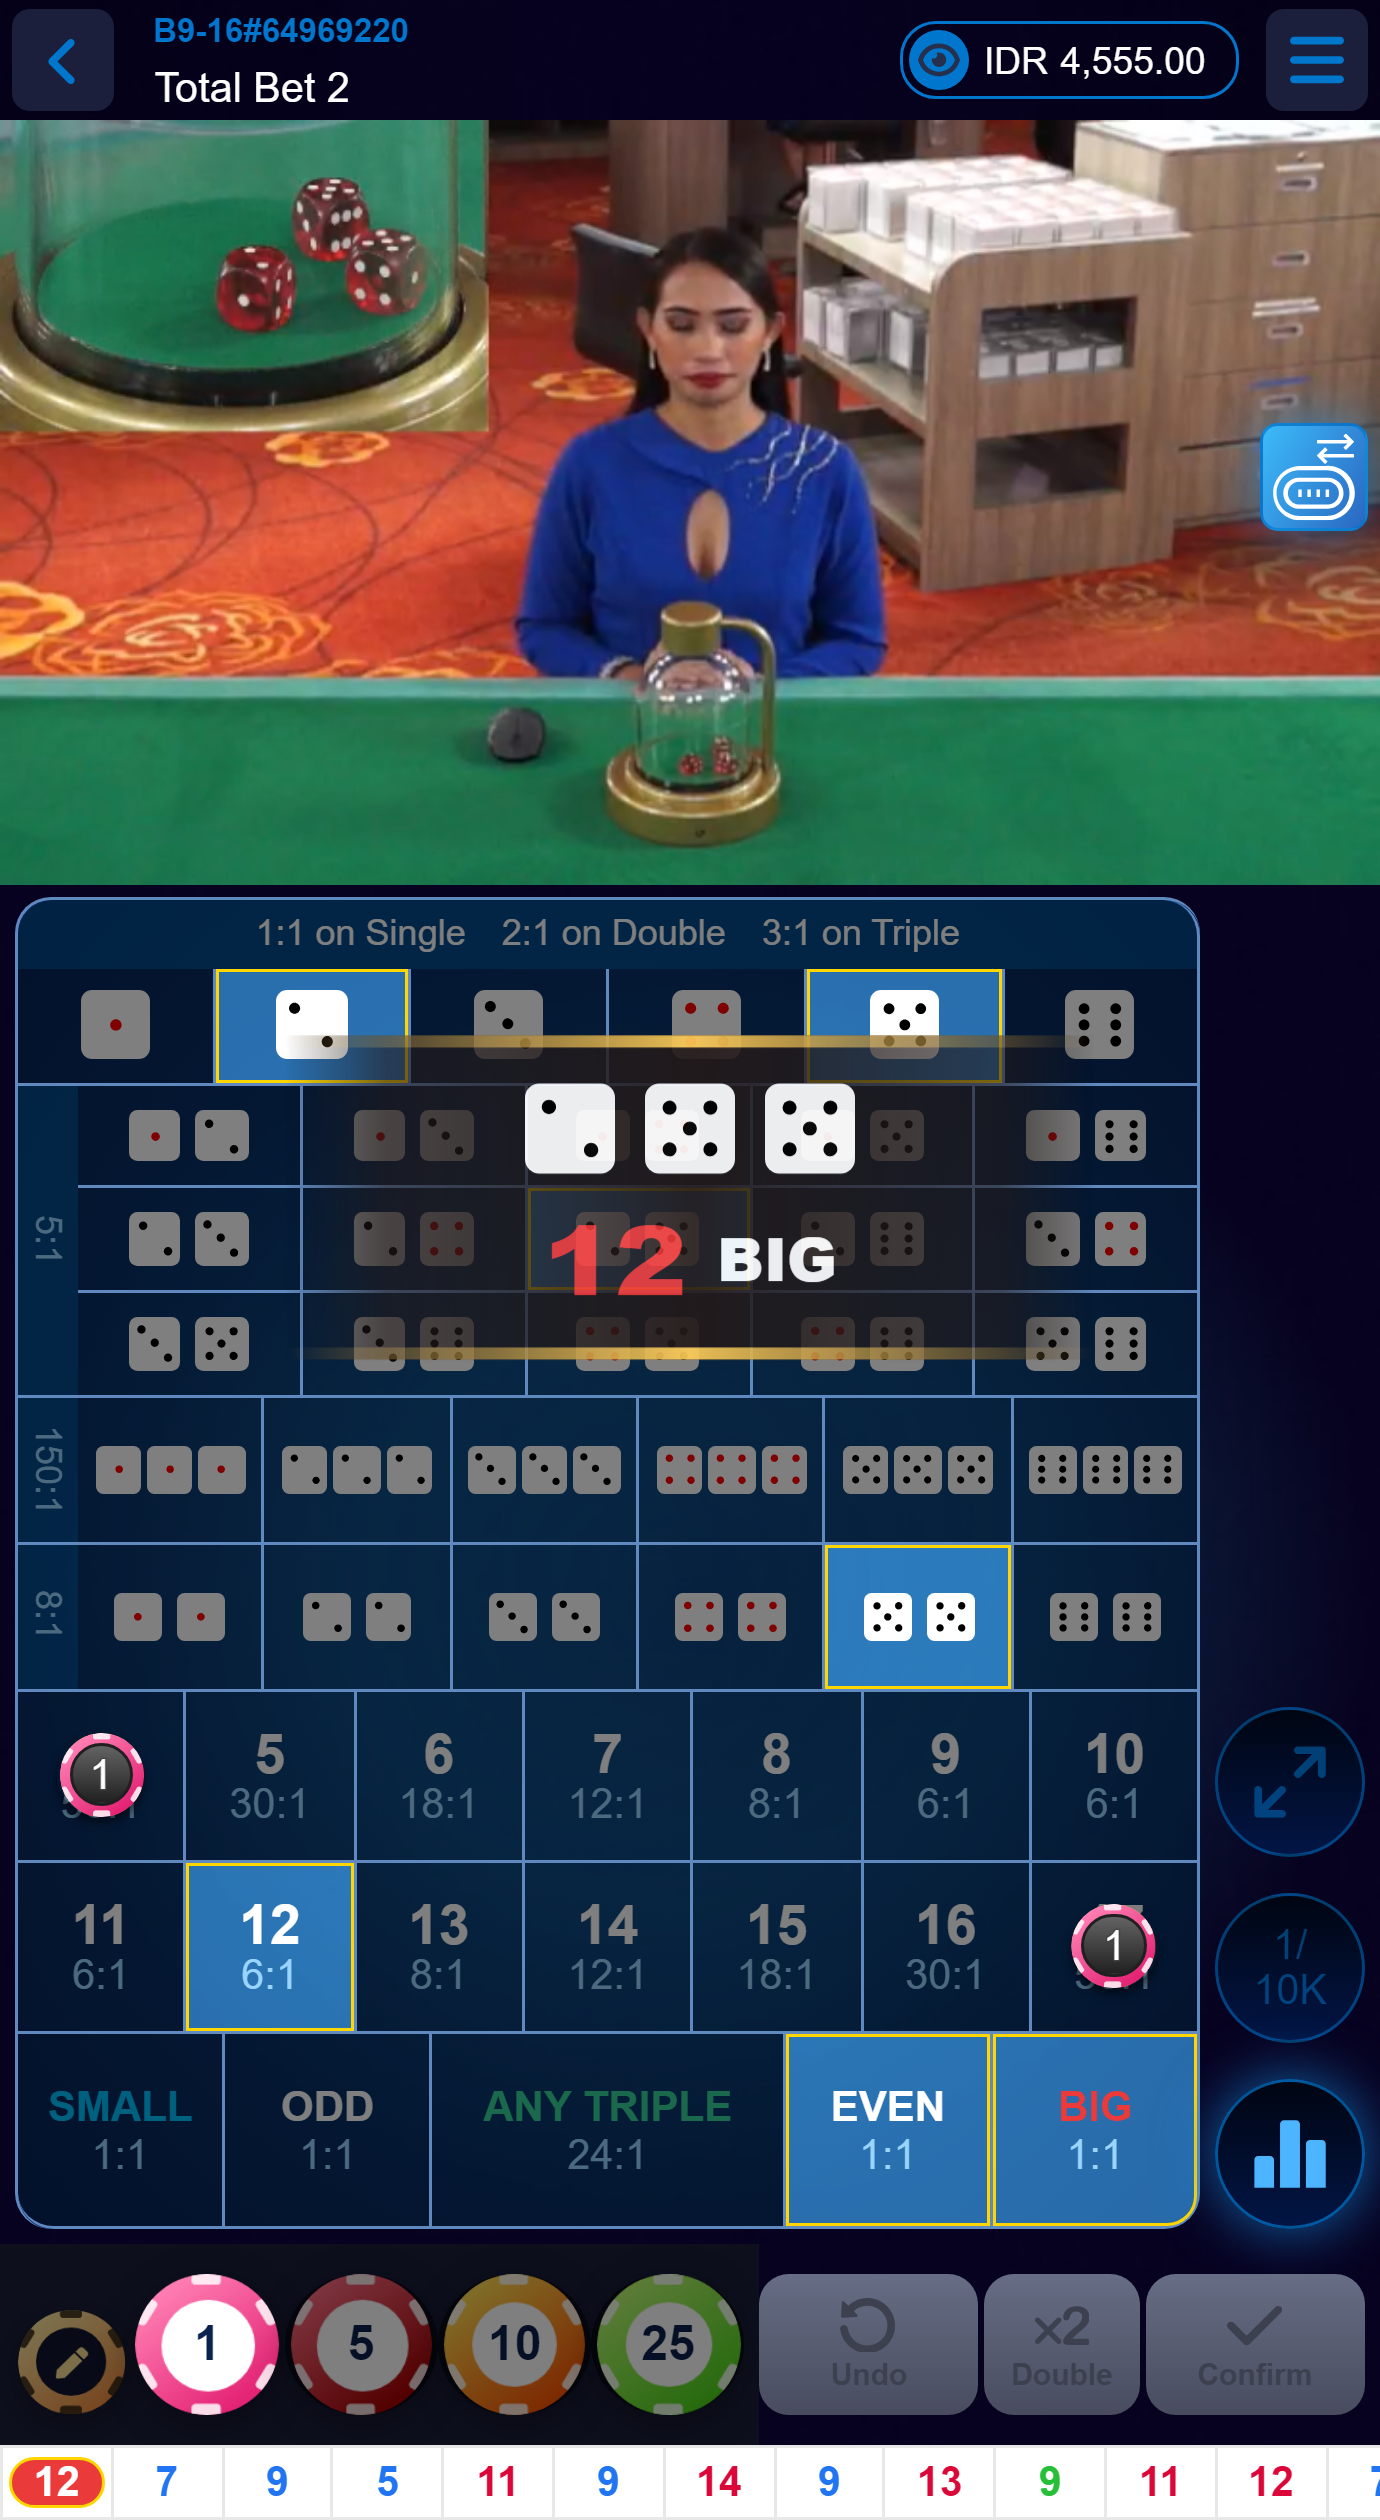 B9-16#64969220
Total Bet 2
IDR 4,555.00
1:1 on Single 2:1 on Double 3:1 on Triple
5:1
12 BIG
150:1
8:1
1 5 6 7 8 9 10
30:1 18:1 12:1 8:1 6:1 6:1
11 12 13 14 15 16 1
6:1 6:1 8:1 12:1 18:1 30:1
1/
10K
SMALL ODD ANY TRIPLE EVEN BIG
1:1 1:1 24:1 1:1 1:1
1 5 10 25
x2
Undo Double Confirm
12 7 9 5 11 9 14 9 13 9 11 12